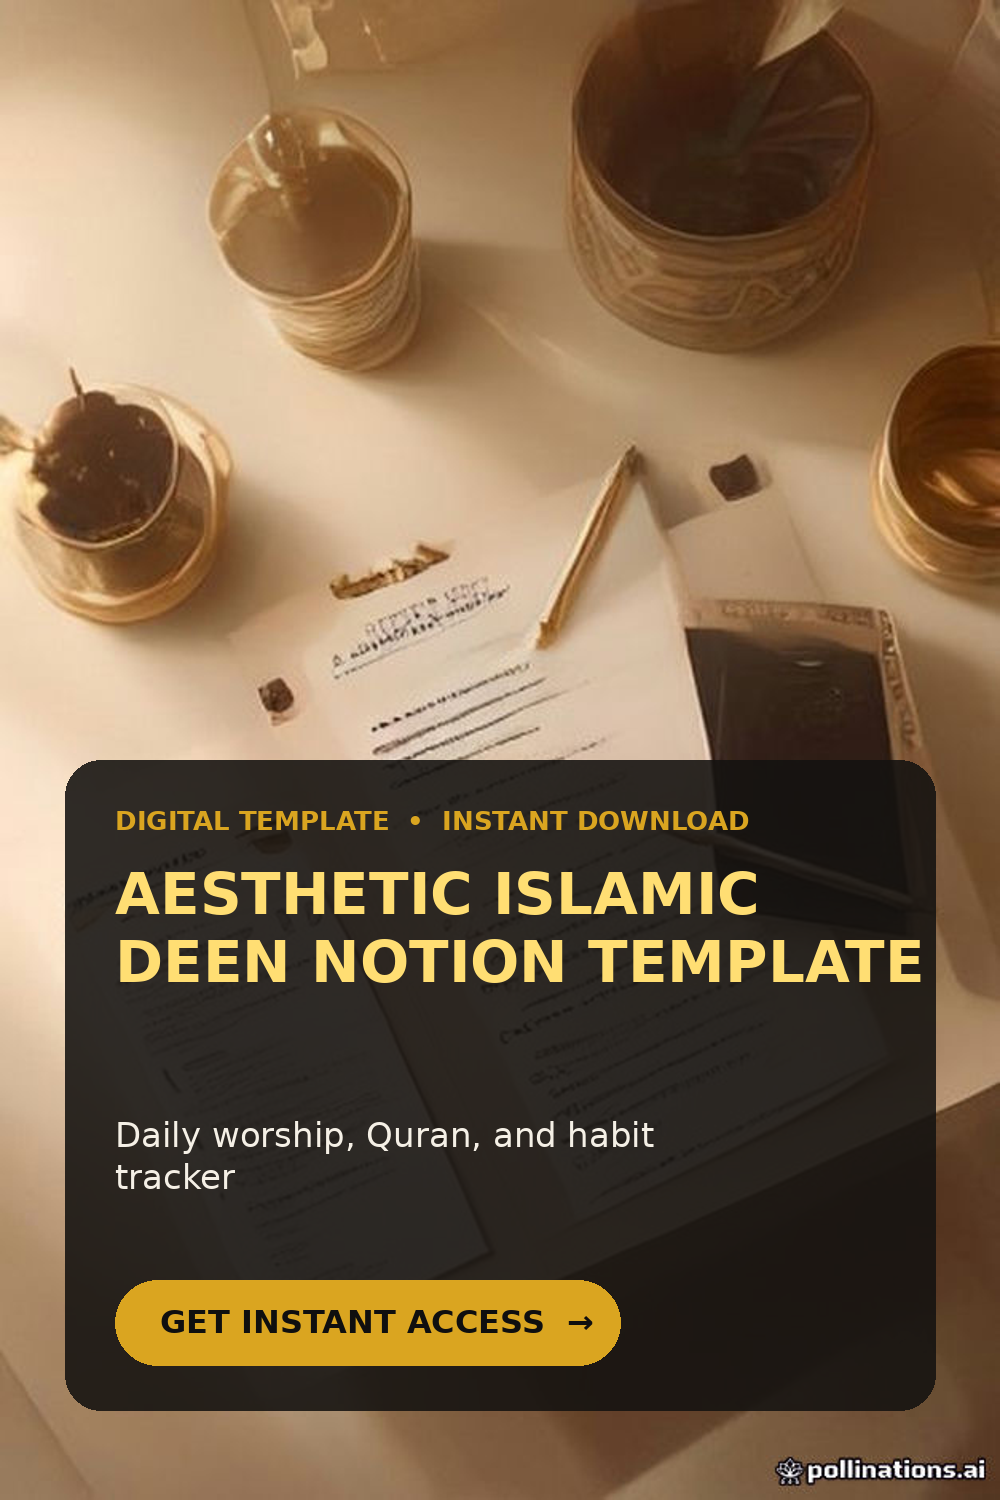 DIGITAL TEMPLATE • INSTANT DOWNLOAD
AESTHETIC ISLAMIC
DEEN NOTION TEMPLATE
Daily worship, Quran, and habit
tracker
GET INSTANT ACCESS →
pollinations.ai